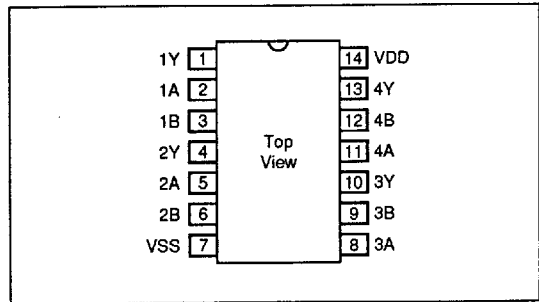 1Y 1 14 VDD
1A 2 13 4Y
1B 3 12 4B
2Y 4 11 4A
2A 5 10 3Y
2B 6 9 3B
VSS 7 8 3A
Top
View